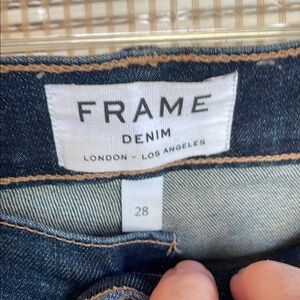 FRAME
DENIM
LONDON - LOS ANGELES
28